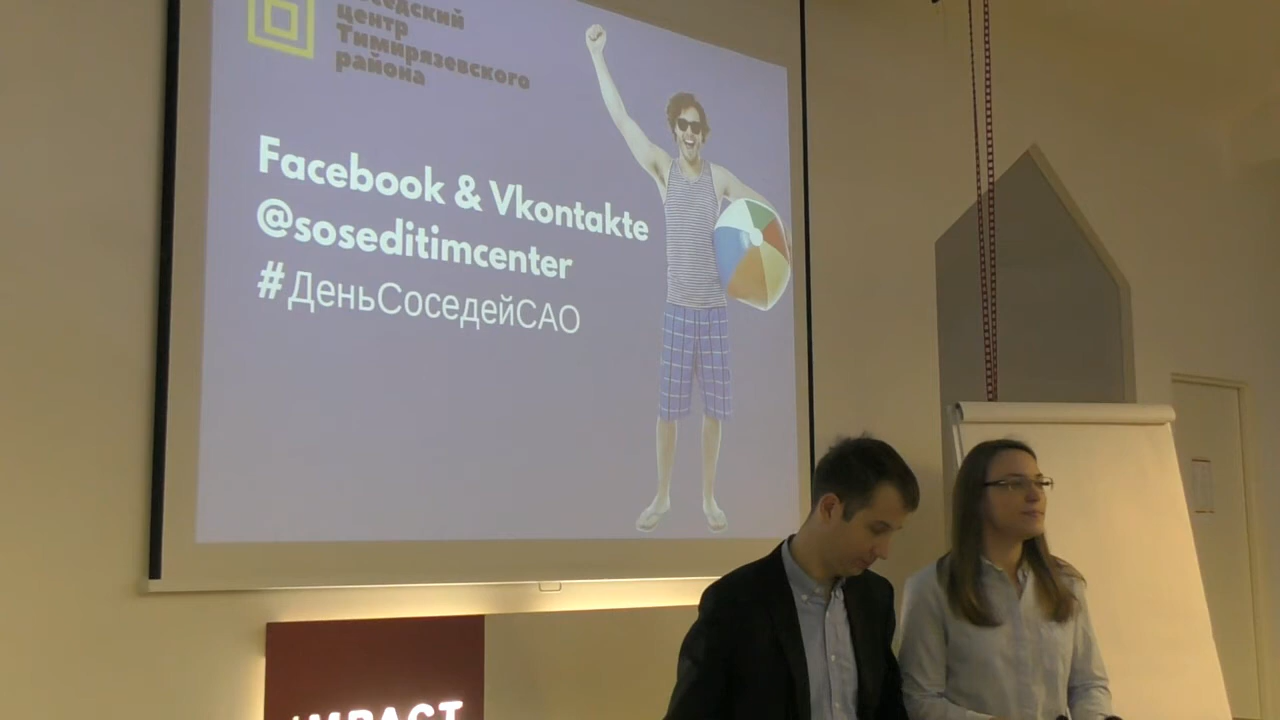 центр
Тимирязевского
района
Facebook & Vkontakte
@soseditimcenter
#ДеньСоседейСАО